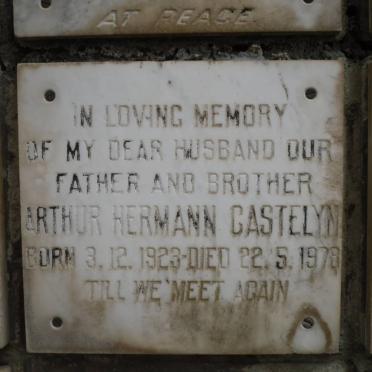 AT PEACE.
IN LOVING MEMORY
OF MY DEAR HUSBAND OUR
FATHER AND BROTHER
ARTHUR HERMANN CASTELYN
BORN 3.12.1923-DIED 22.5.1978
TILL WE MEET AGAIN